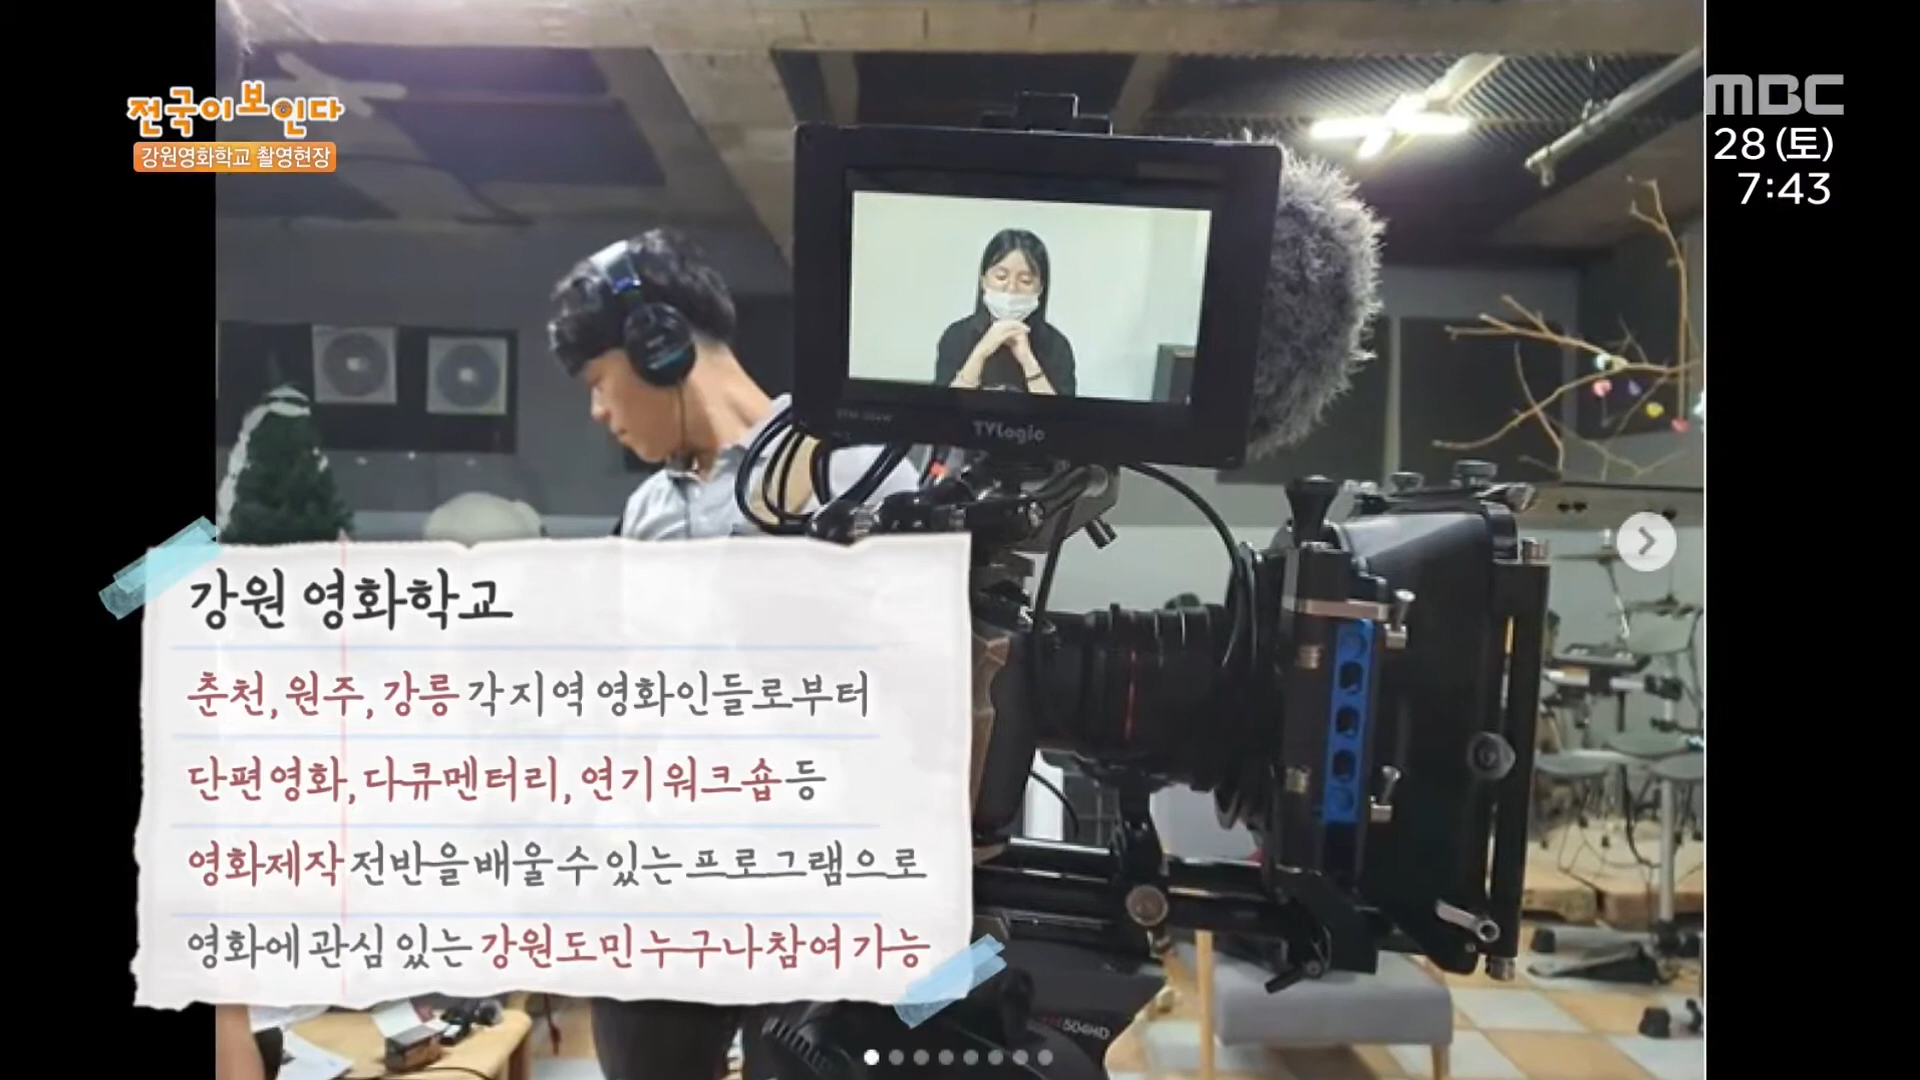 전국이보인다
강원영화학교 촬영현장
MBC
28(토)
7:43
TVLogic
강원 영화학교
춘천, 원주, 강릉 각 지역 영화인들로부터
단편영화, 다큐멘터리, 연기 워크숍 등
영화제작 전반을 배울 수 있는 프로그램으로
영화에 관심 있는 강원도민 누구나 참여 가능
504HD